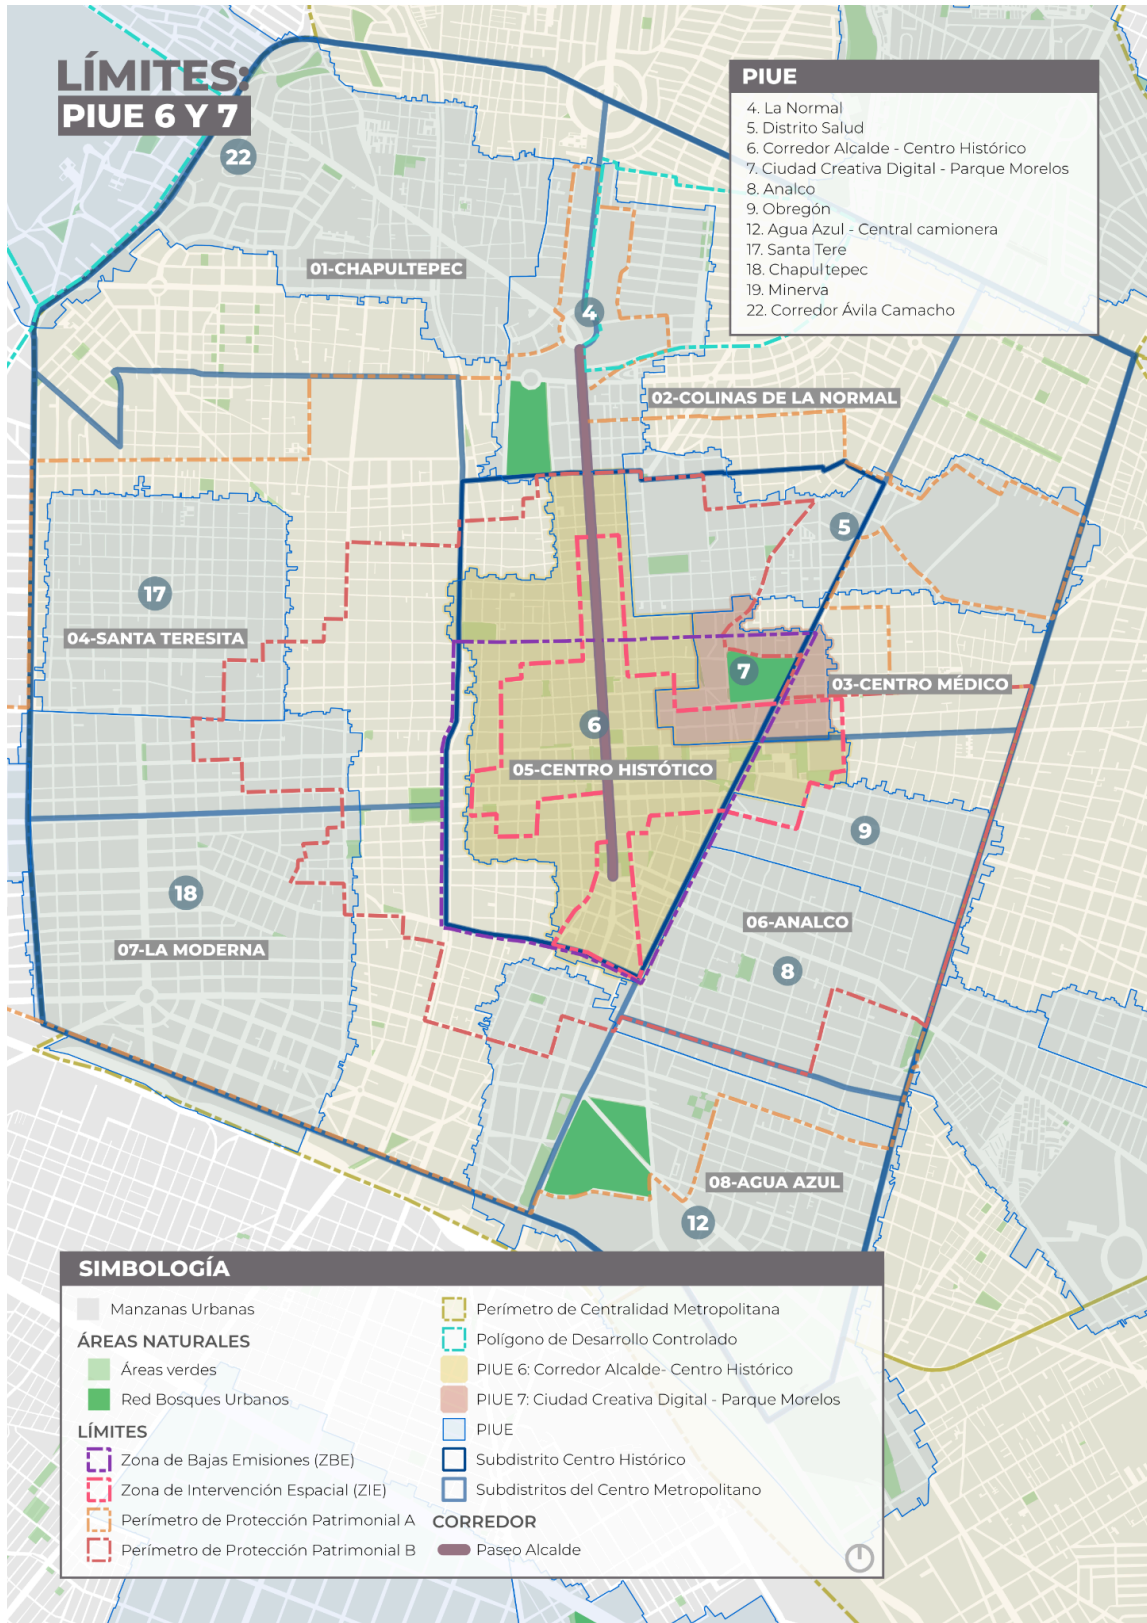 LÍMITES:
PIUE 6 Y 7
PIUE
4. La Normal
5. Distrito Salud
6. Corredor Alcalde - Centro Histórico
7. Ciudad Creativa Digital - Parque Morelos
8. Analco
9. Obregón
12. Agua Azul - Central camionera
17. Santa Tere
18. Chapultepec
19. Minerva
22. Corredor Ávila Camacho
22
01-CHAPULTEPEC
4
02-COLINAS DE LA NORMAL
5
17
04-SANTA TERESITA
7
03-CENTRO MÉDICO
6
05-CENTRO HISTÓTICO
9
18
06-ANALCO
07-LA MODERNA
8
08-AGUA AZUL
12
SIMBOLOGÍA
Manzanas Urbanas
ÁREAS NATURALES
Áreas verdes
Red Bosques Urbanos
LÍMITES
Zona de Bajas Emisiones (ZBE)
Zona de Intervención Espacial (ZIE)
Perímetro de Protección Patrimonial A
Perímetro de Protección Patrimonial B
Perímetro de Centralidad Metropolitana
Polígono de Desarrollo Controlado
PIUE 6: Corredor Alcalde- Centro Histórico
PIUE 7: Ciudad Creativa Digital - Parque Morelos
PIUE
Subdistrito Centro Histórico
Subdistritos del Centro Metropolitano
CORREDOR
Paseo Alcalde